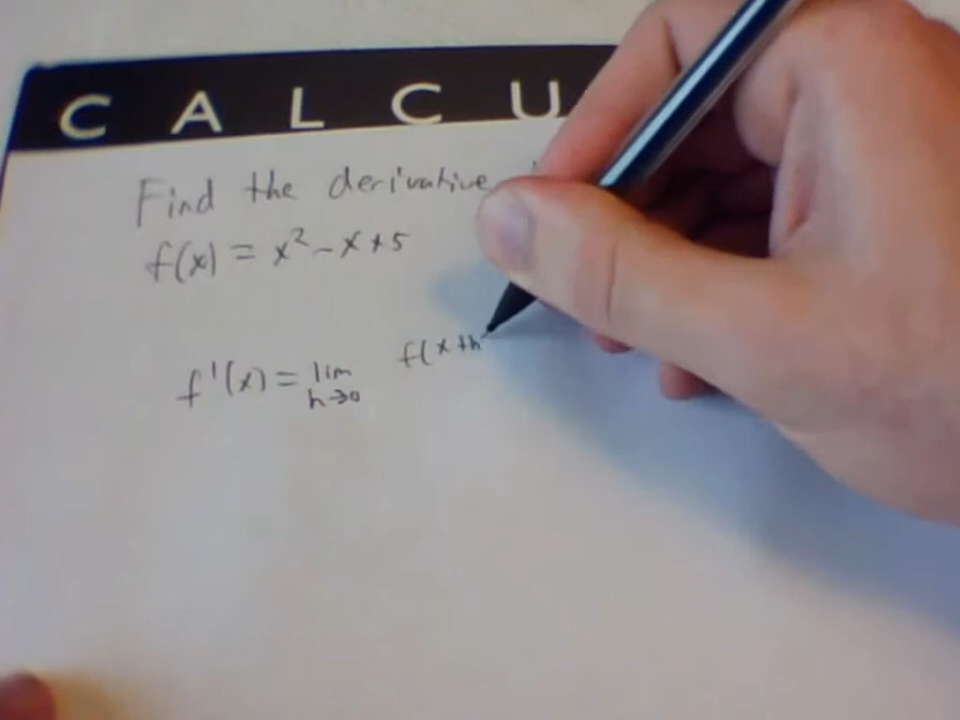 CALCU
Find the derivative
f(x) = x² - x + 5
f'(x) = lim f(x+h
h→0